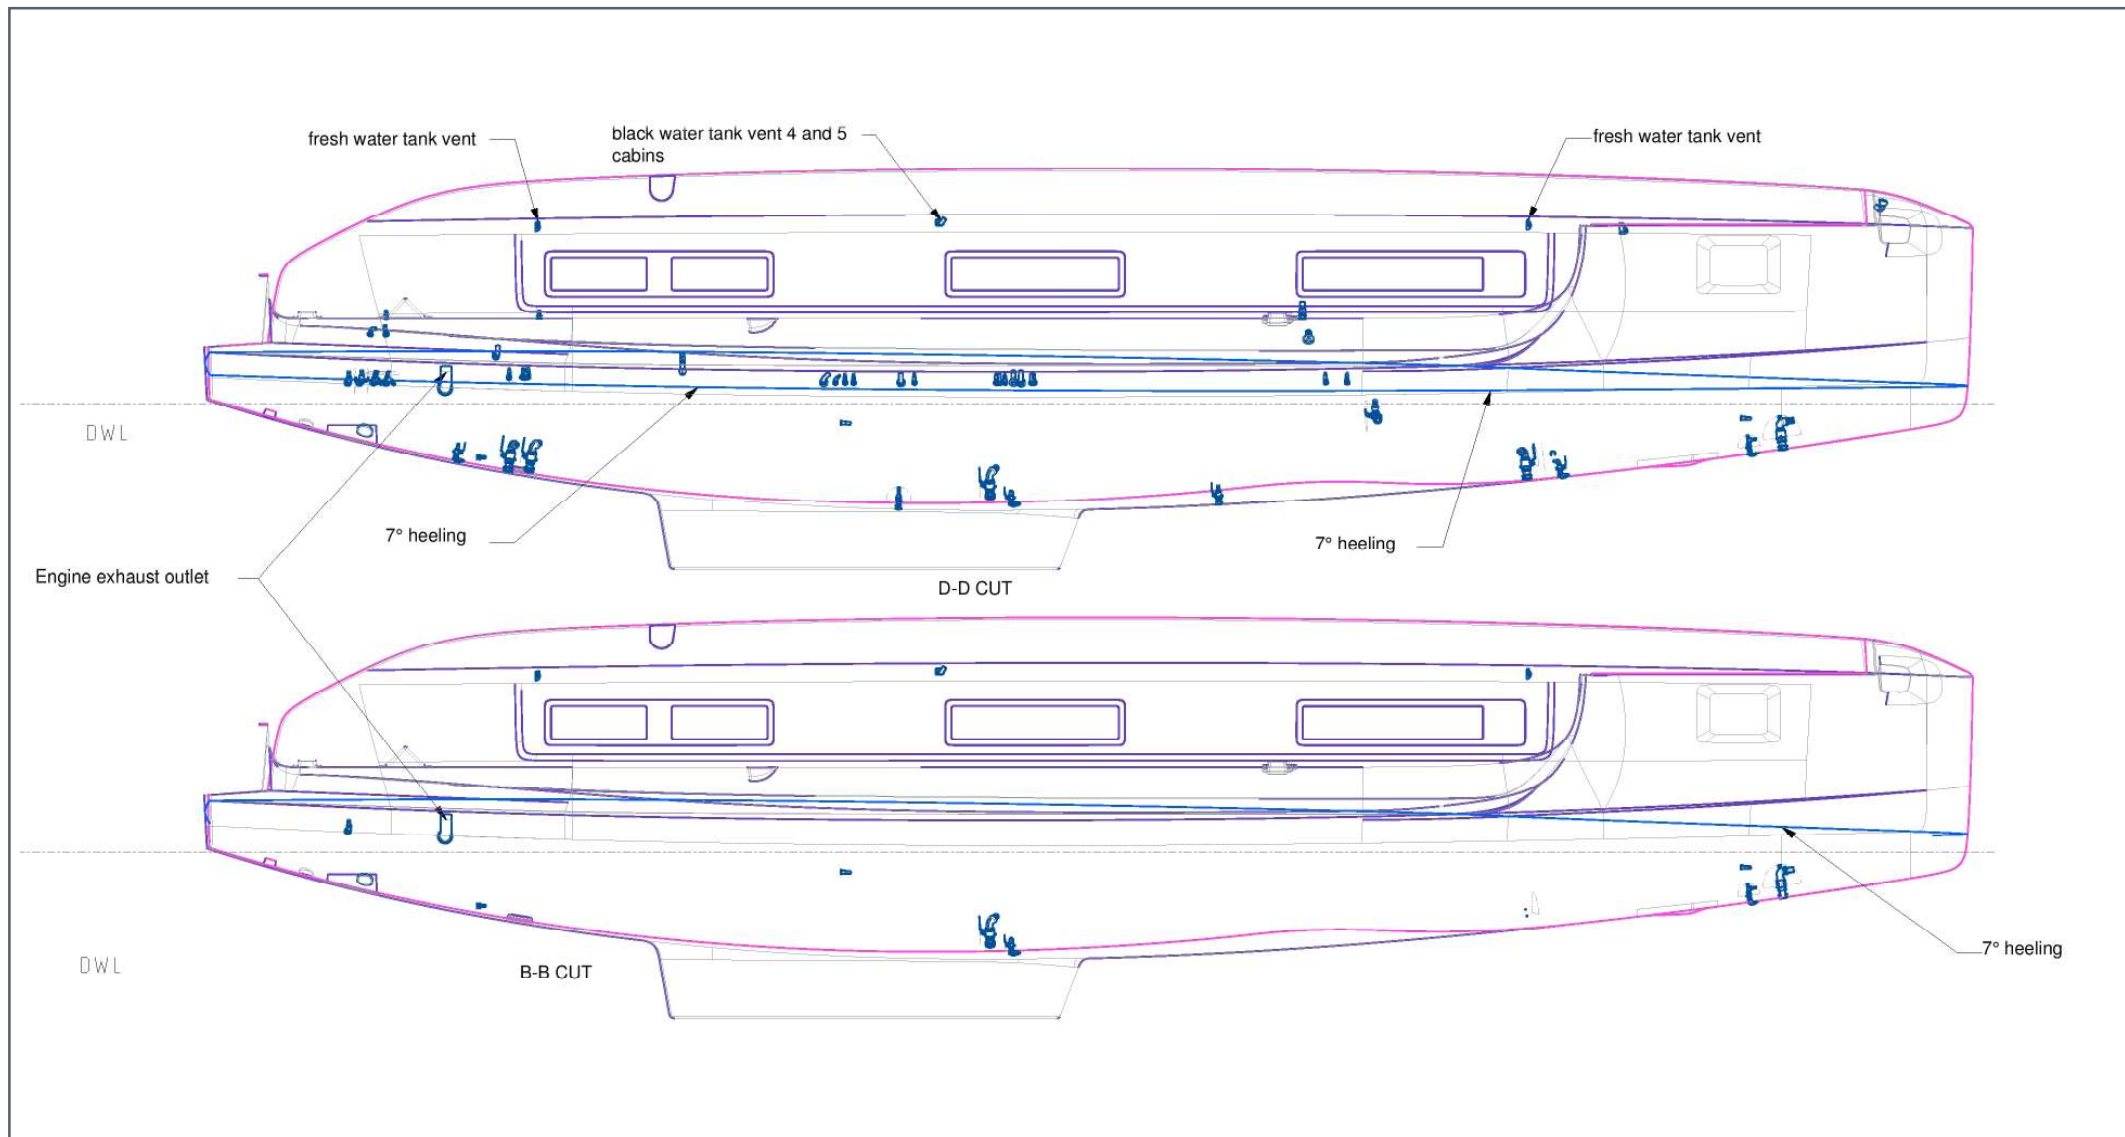 fresh water tank vent
black water tank vent 4 and 5
cabins
fresh water tank vent
DWL
7° heeling
7° heeling
Engine exhaust outlet
D-D CUT
DWL
B-B CUT
7° heeling